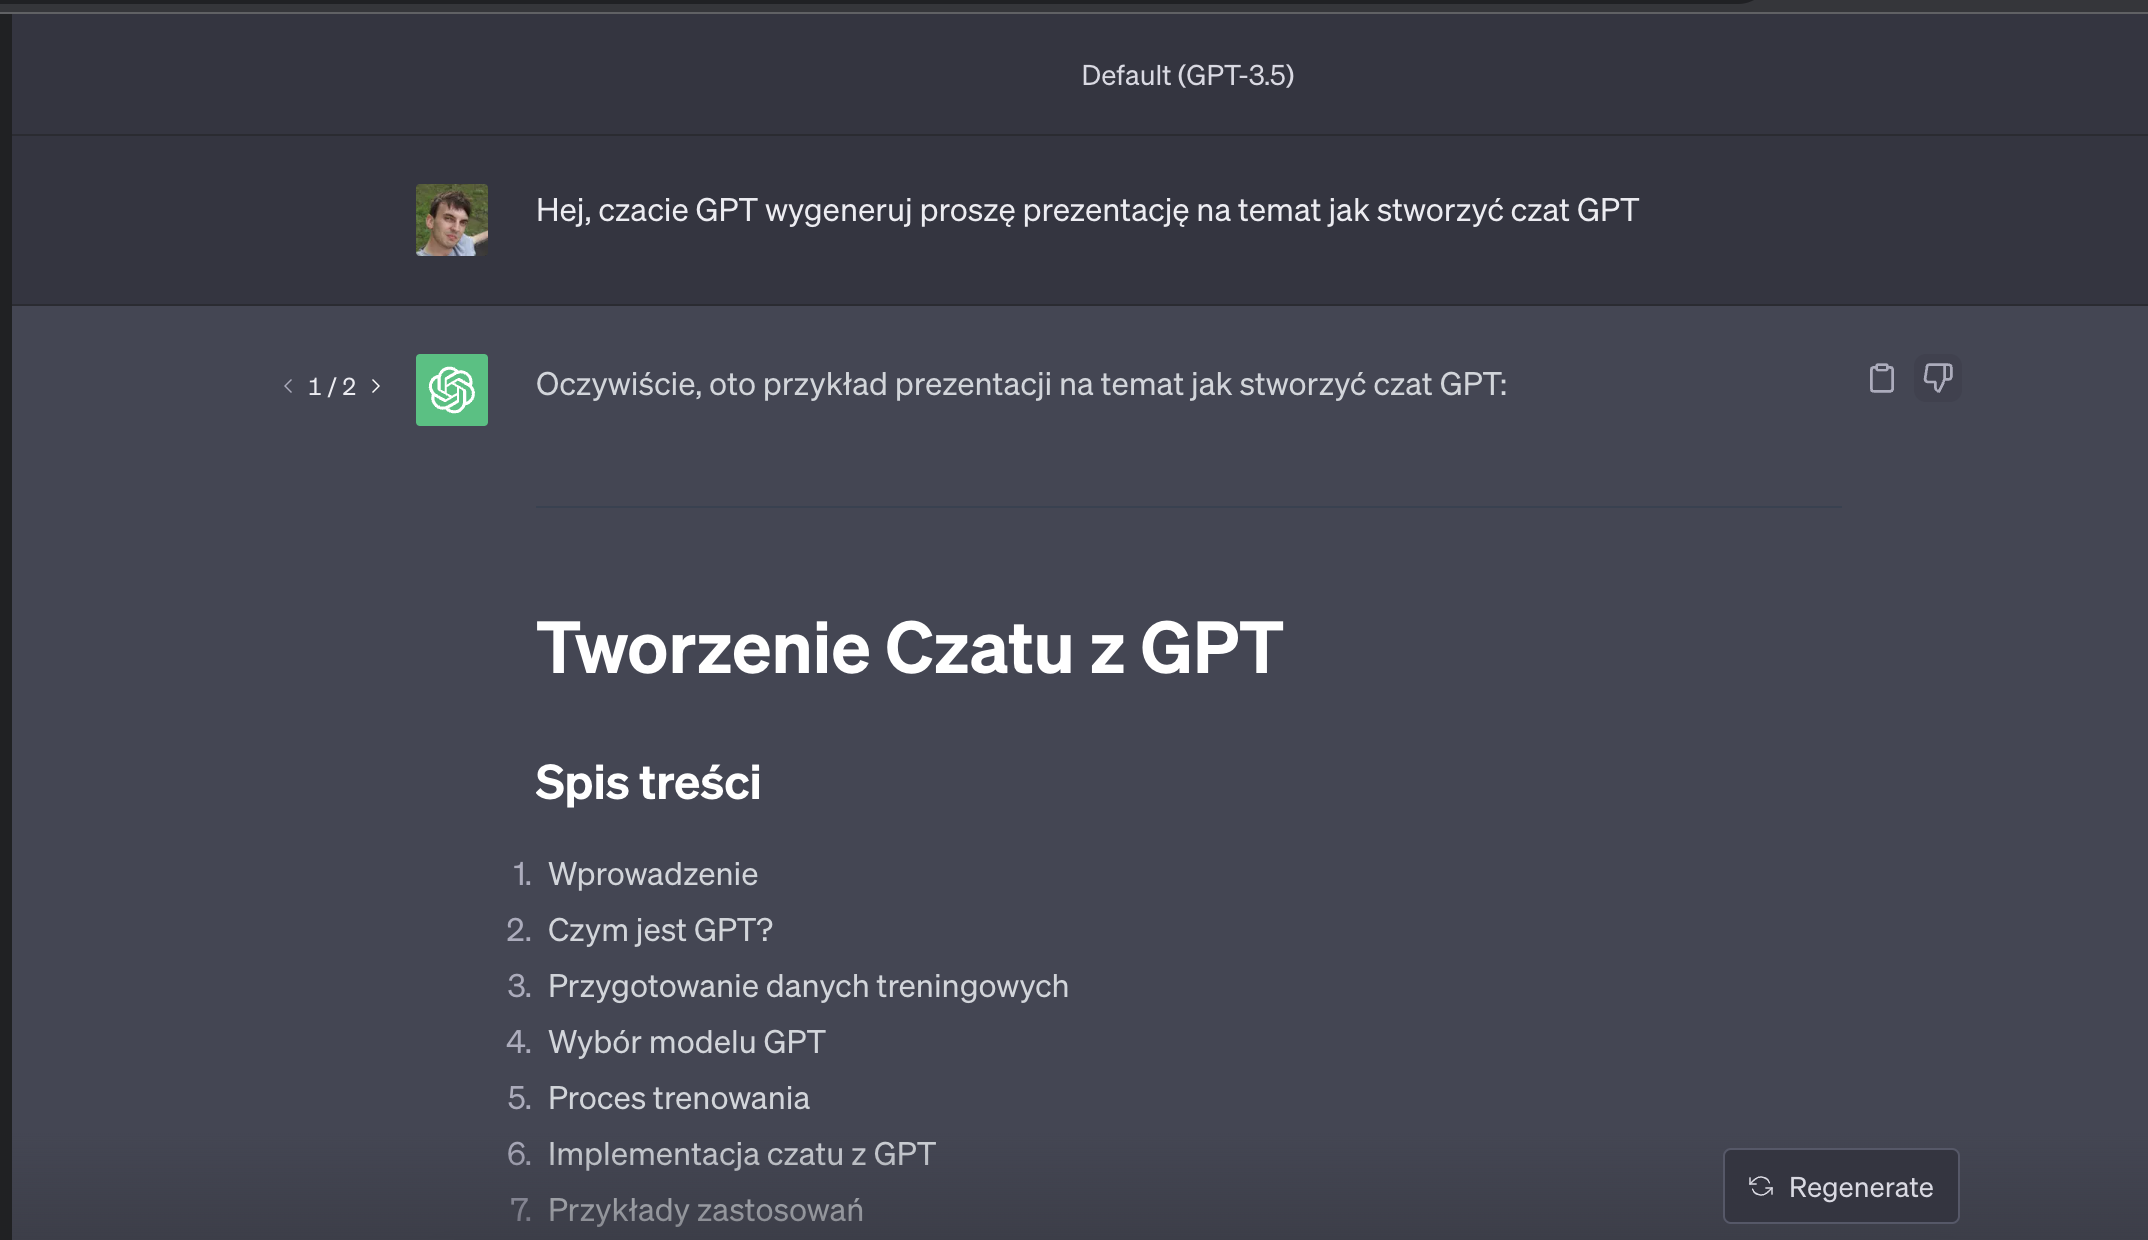 Default (GPT-3.5)
Hej, czacie GPT wygeneruj proszę prezentację na temat jak stworzyć czat GPT
< 1 / 2 >
Oczywiście, oto przykład prezentacji na temat jak stworzyć czat GPT:
Tworzenie Czatu z GPT
Spis treści
1. Wprowadzenie
2. Czym jest GPT?
3. Przygotowanie danych treningowych
4. Wybór modelu GPT
5. Proces trenowania
6. Implementacja czatu z GPT
7. Przykłady zastosowań
Regenerate